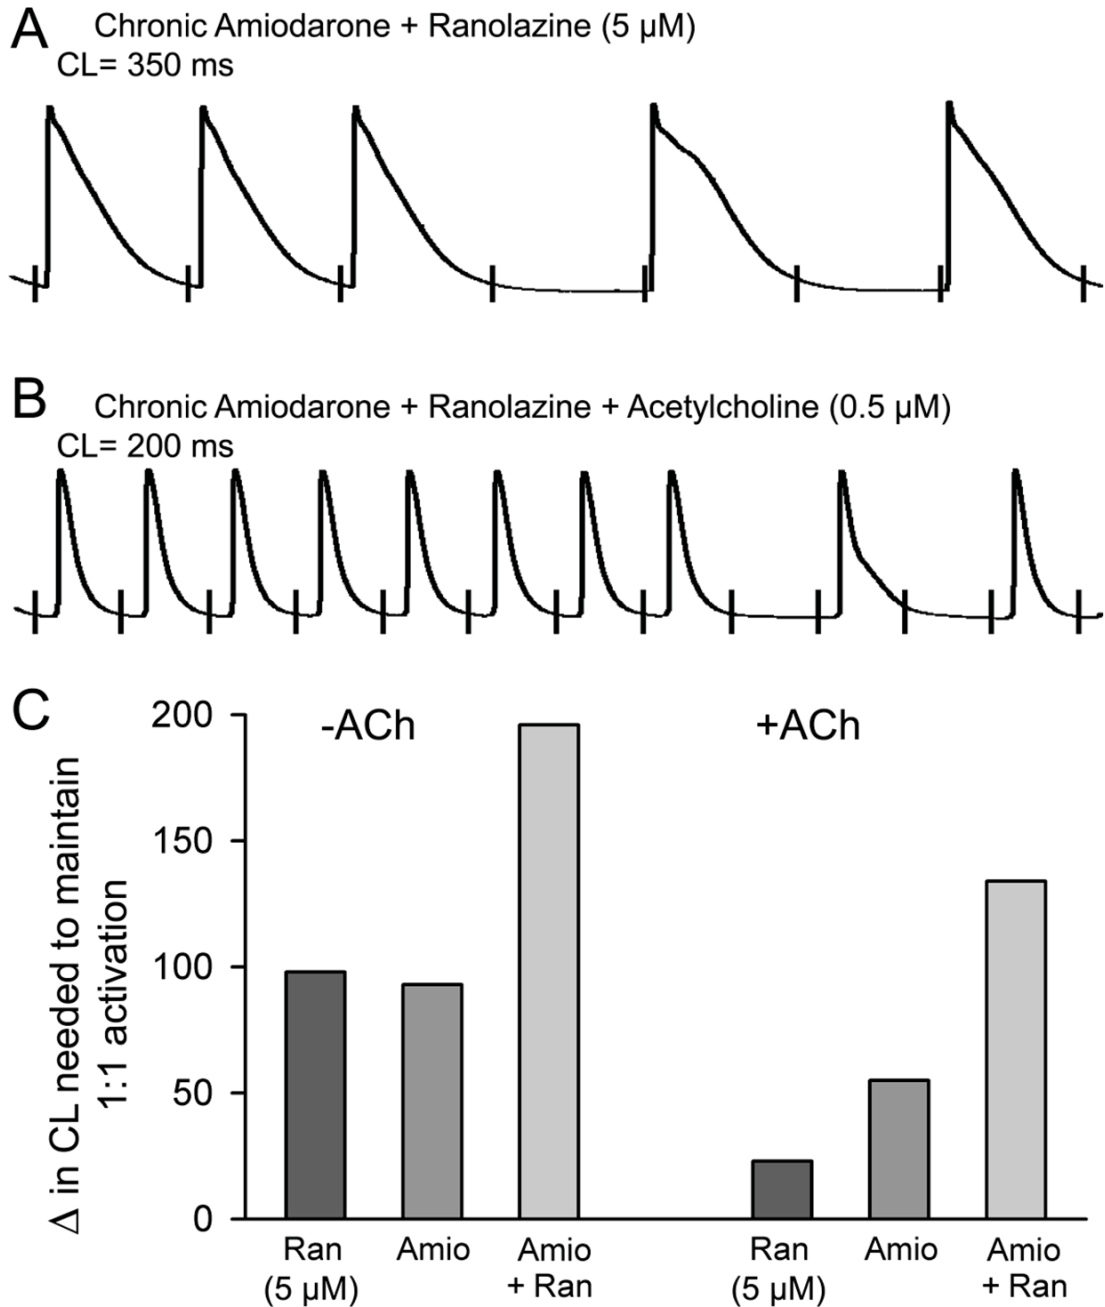 A Chronic Amiodarone + Ranolazine (5 µM)
CL= 350 ms
B Chronic Amiodarone + Ranolazine + Acetylcholine (0.5 µM)
CL= 200 ms
C
Δ in CL needed to maintain
1:1 activation
200
150
100
50
0
-ACh
+ACh
Ran
(5 µM)
Amio
Amio
+ Ran
Ran
(5 µM)
Amio
Amio
+ Ran